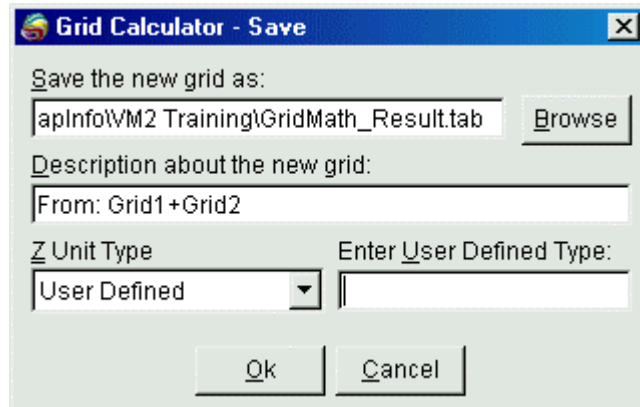 Grid Calculator - Save
Save the new grid as:
apInfo\VM2 Training\GridMath_Result.tab
Browse
Description about the new grid:
From: Grid1+Grid2
Z Unit Type
Enter User Defined Type:
User Defined
Ok
Cancel